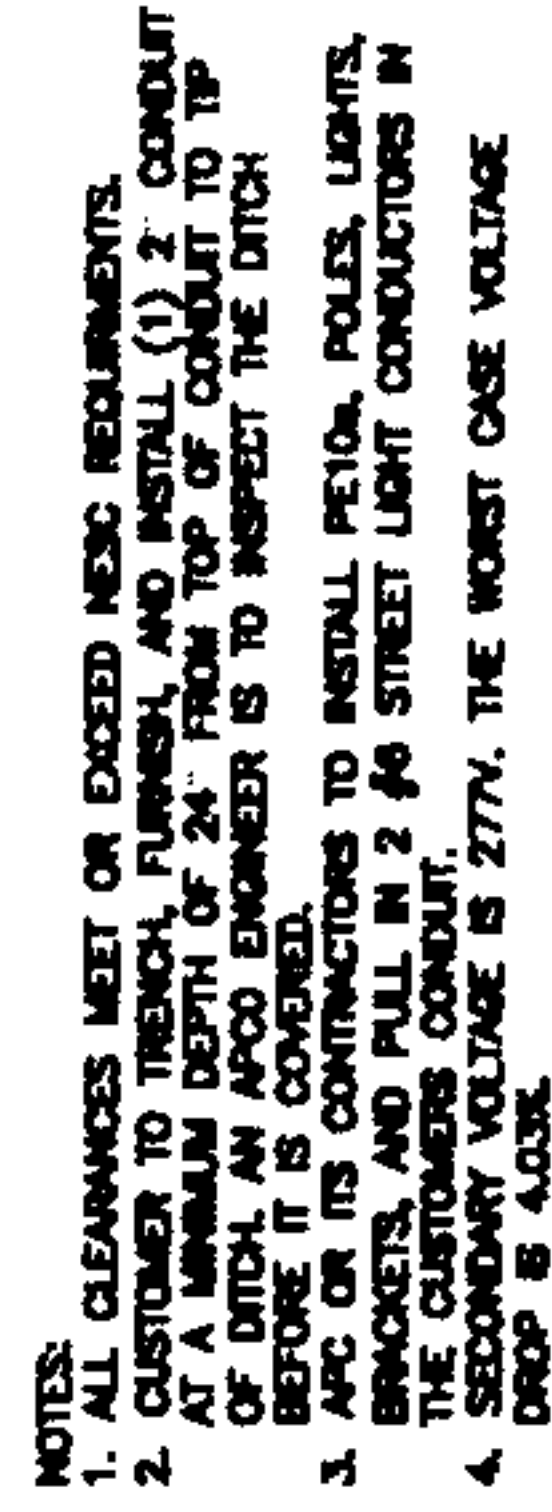 NOTES:
1. ALL CLEARANCES MEET OR EXCEED NESC REQUIRMENTS.
2. CUSTOMER TO TRENCH, FURNISH, AND INSTALL (1) 2" CONDUIT
AT A MINIMUM DEPTH OF 24" FROM TOP OF CONDUIT TO TIP
OF DITCH. AN APCO ENGINEER IS TO INSPECT THE DITCH
BEFORE IT IS COVERED.
3. APC OR ITS CONTRACTORS TO INSTALL PE10a, POLES, LIGHTS,
BRACKETS, AND PULL IN 2 #6 STREET LIGHT CONDUCTORS IN
THE CUSTOMERS CONDUIT.
4. SECONDARY VOLTAGE IS 277V. THE WORST CASE VOLTAGE
DROP IS 4.03%.